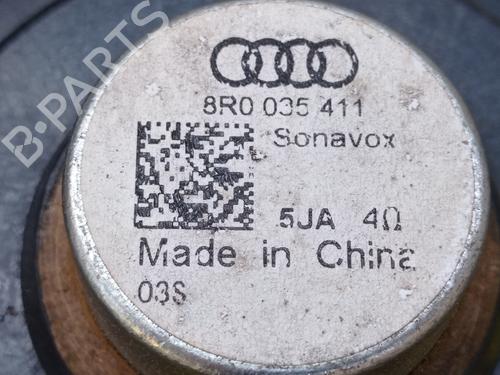 B-PARTS
8R0 035 411
Sonavox
5JA 4Ω
Made in China
03S